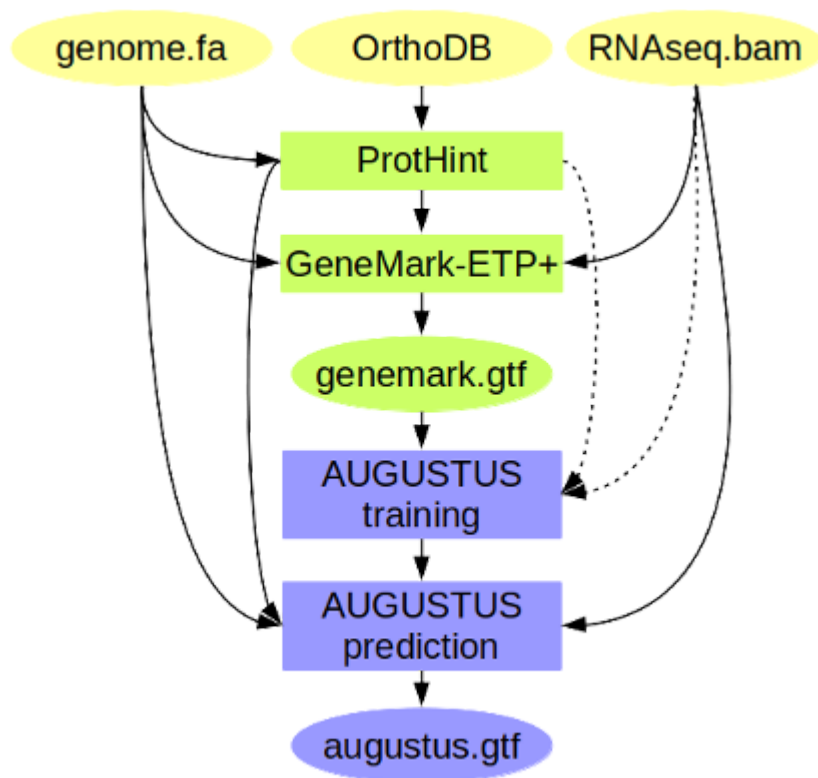 genome.fa
OrthoDB
RNAseq.bam
ProtHint
GeneMark-ETP+
genemark.gtf
AUGUSTUS
training
AUGUSTUS
prediction
augustus.gtf